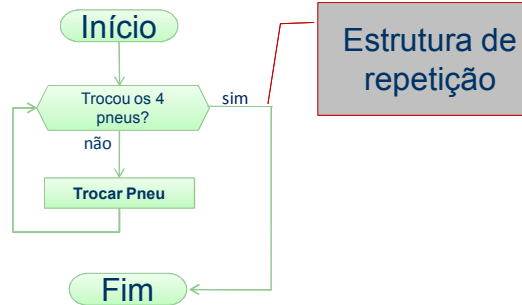 Início
Estrutura de
repetição
Trocou os 4
pneus?
sim
não
Trocar Pneu
Fim